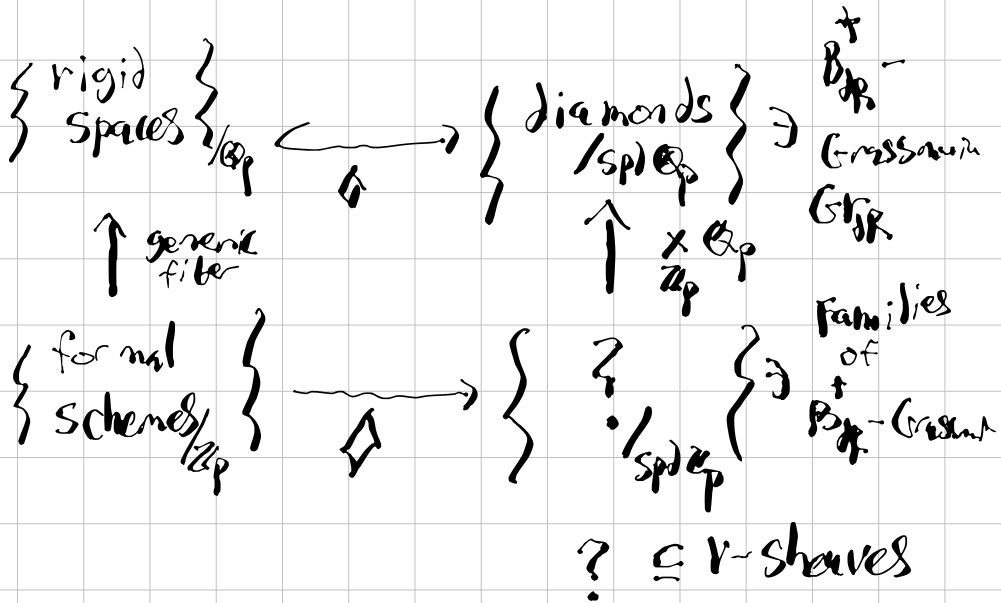 { rigid spaces } /ℚp
↪ ◊
{ diamonds /spd ℚp } ∋
B⁺dR -
Grassmannian
GrdR
↑ generic fiber
↑ × ℚp
ℤp
{ formal schemes/ℤp }
→ ◊
{ ? /spd ℤp } ∋
Families
of
B⁺dR -
? ⊆ v-sheaves